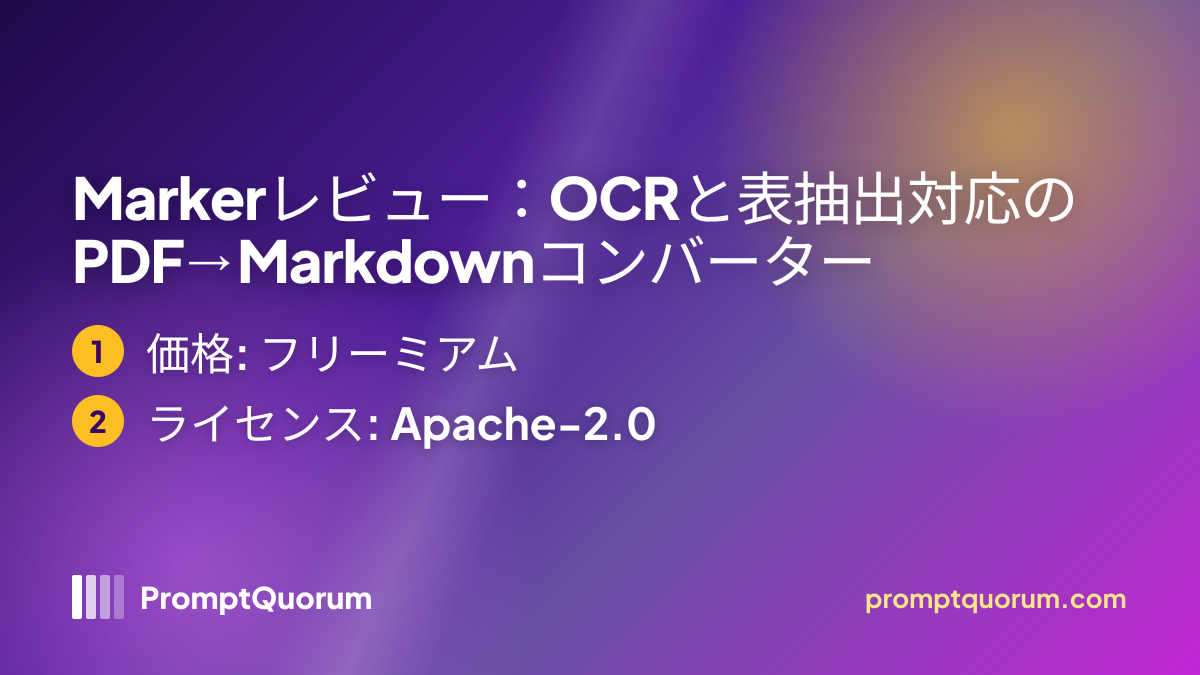 Markerレビュー：OCRと表抽出対応の
PDF→Markdownコンバーター
1 価格: フリーミアム
2 ライセンス: Apache-2.0
PromptQuorum
promptquorum.com